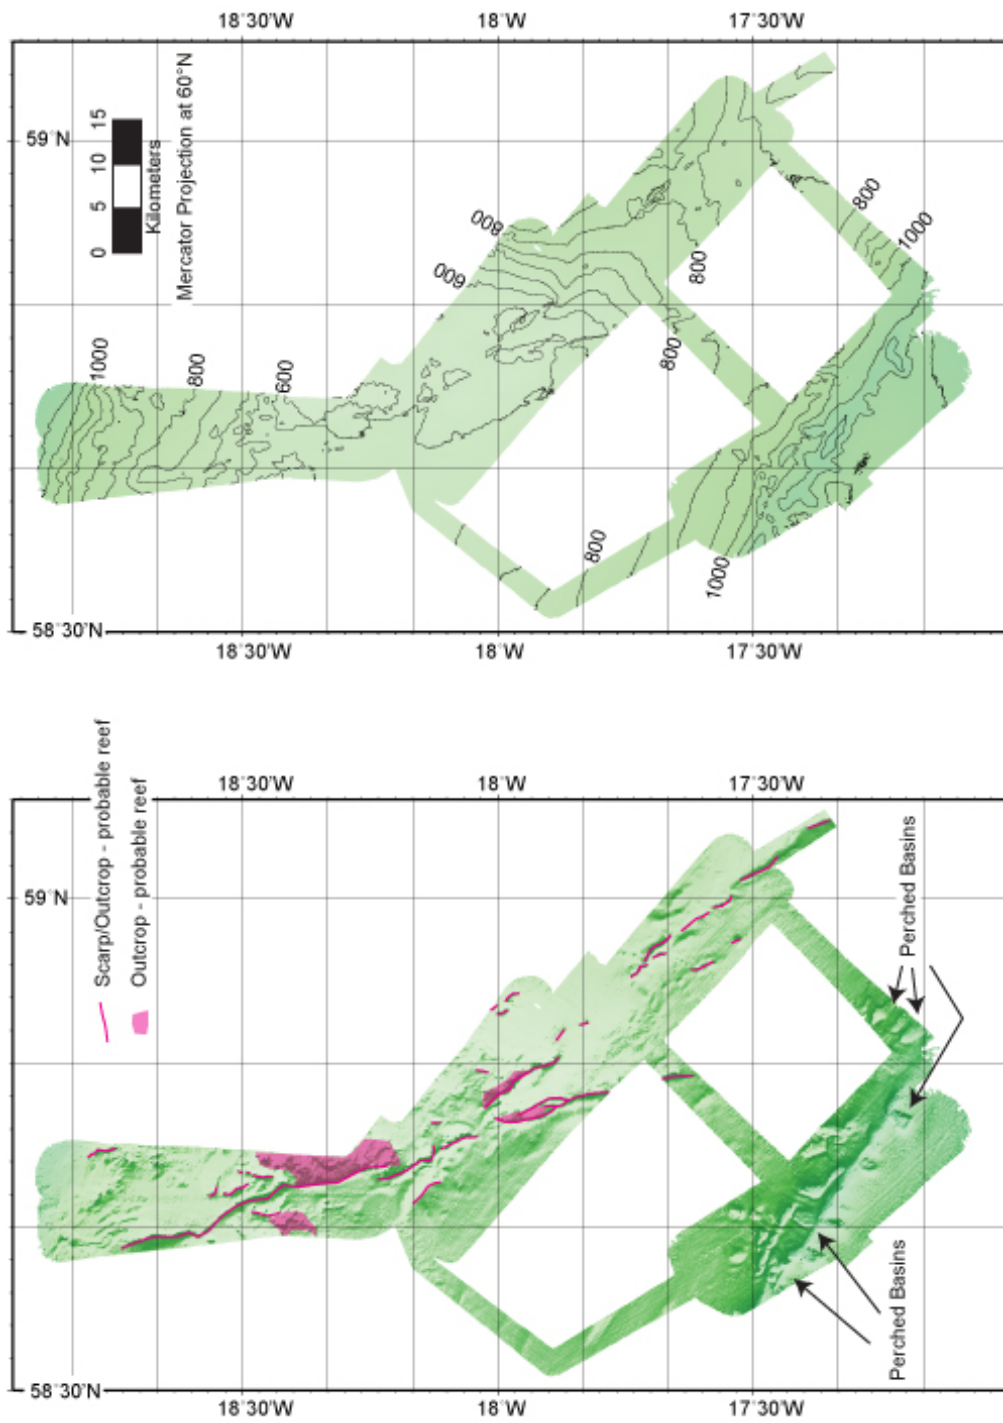 18°30'W
18°W
17°30'W
59°N
0 5 10 15
Kilometers
Mercator Projection at 60°N
1000
800
600
600
800
800
800
800
1000
800
1000
58°30'N
18°30'W
18°W
17°30'W
Scarp/Outcrop - probable reef
Outcrop - probable reef
18°30'W
18°W
17°30'W
59°N
Perched Basins
Perched Basins
58°30'N
18°30'W
18°W
17°30'W